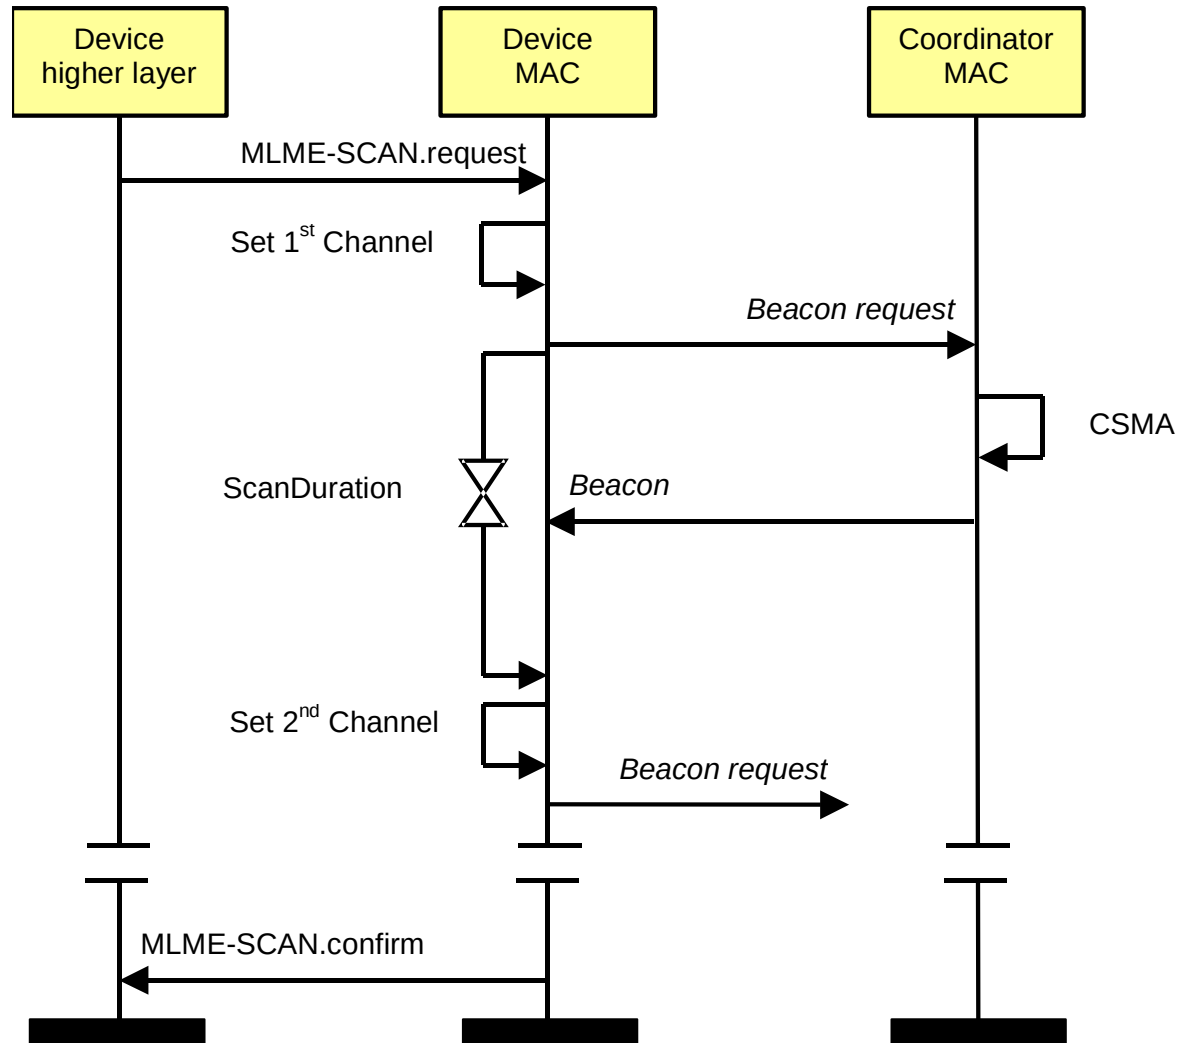 Device
higher layer
Device
MAC
Coordinator
MAC
MLME-SCAN.request
Set 1st Channel
Beacon request
CSMA
ScanDuration
Beacon
Set 2nd Channel
Beacon request
MLME-SCAN.confirm